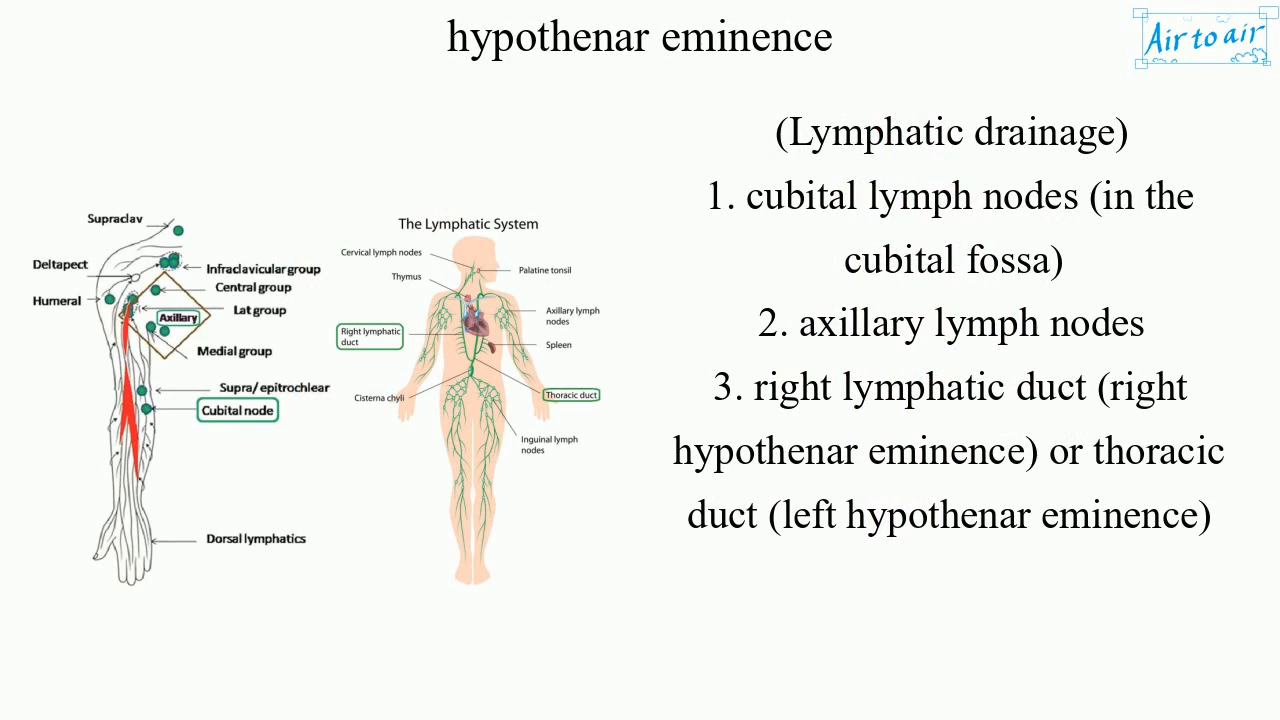 hypothenar eminence
Air to air
(Lymphatic drainage)
1. cubital lymph nodes (in the
cubital fossa)
2. axillary lymph nodes
3. right lymphatic duct (right
hypothenar eminence) or thoracic
duct (left hypothenar eminence)
Supraclav
Deltapect
Humeral
Infraclavicular group
Central group
Lat group
Axillary
Medial group
Supra/ epitrochlear
Cubital node
Dorsal lymphatics
The Lymphatic System
Cervical lymph nodes
Thymus
Right lymphatic
duct
Cisterna chyli
Palatine tonsil
Axillary lymph
nodes
Spleen
Thoracic duct
Inguinal lymph
nodes